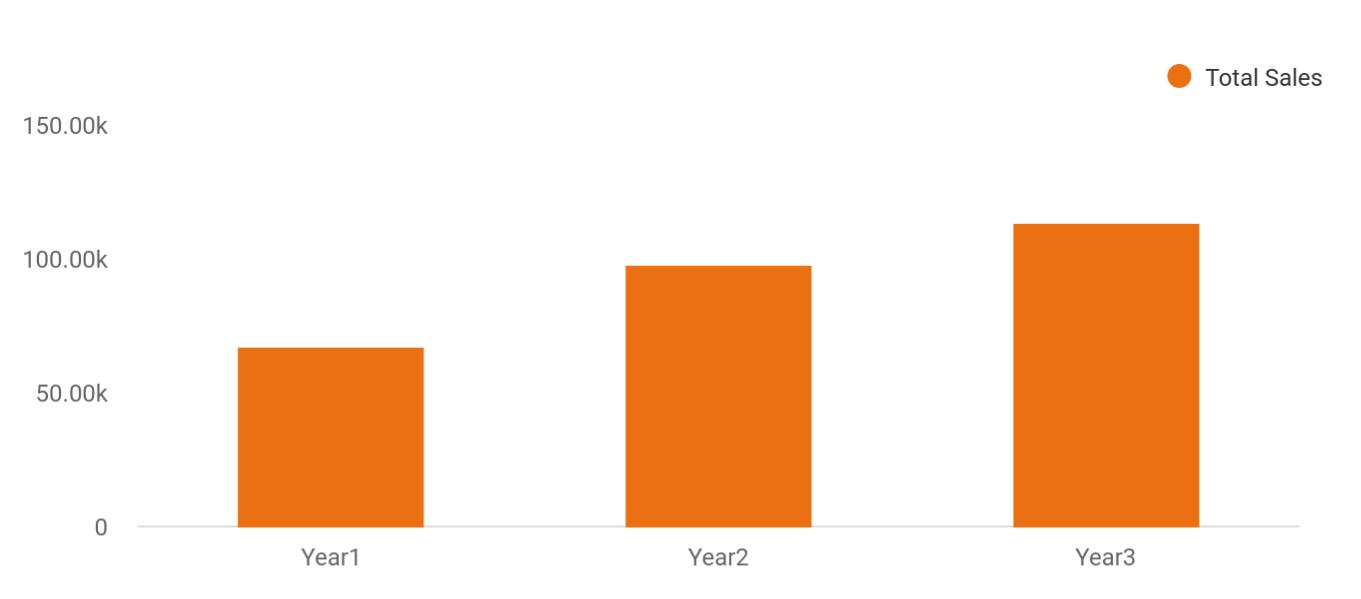 Total Sales
150.00k
100.00k
50.00k
0
Year1 Year2 Year3